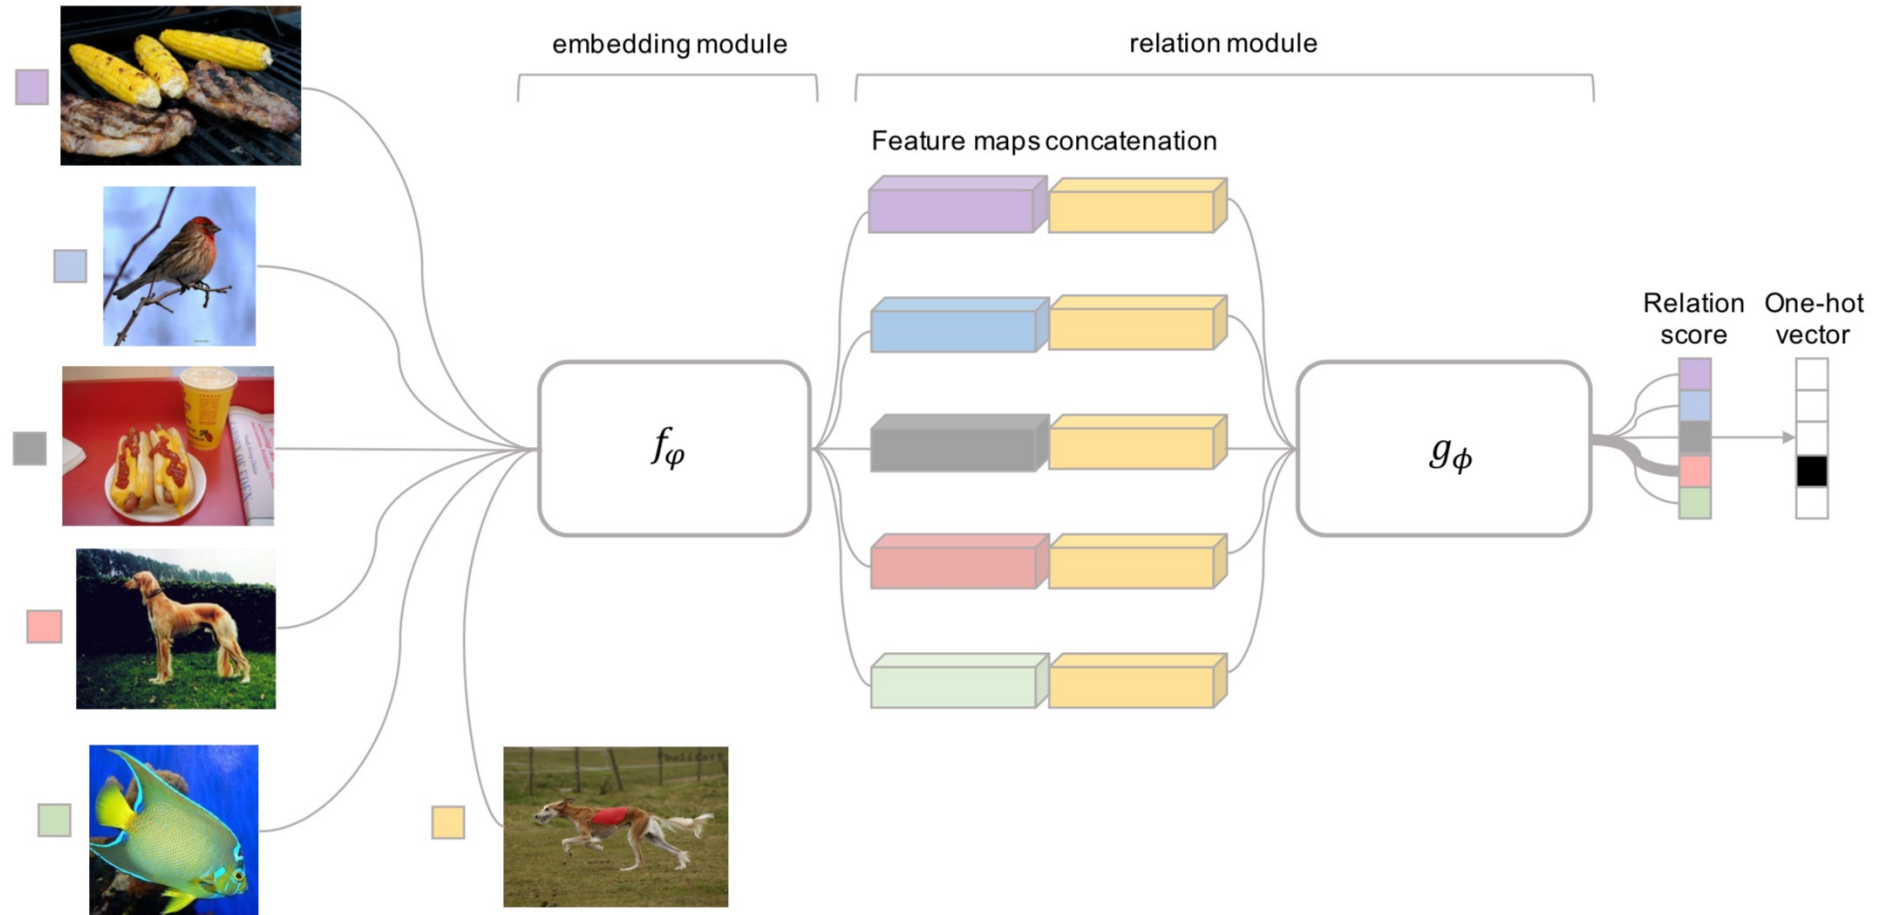 embedding module
relation module
Feature maps concatenation
fφ
gϕ
Relation score
One-hot vector